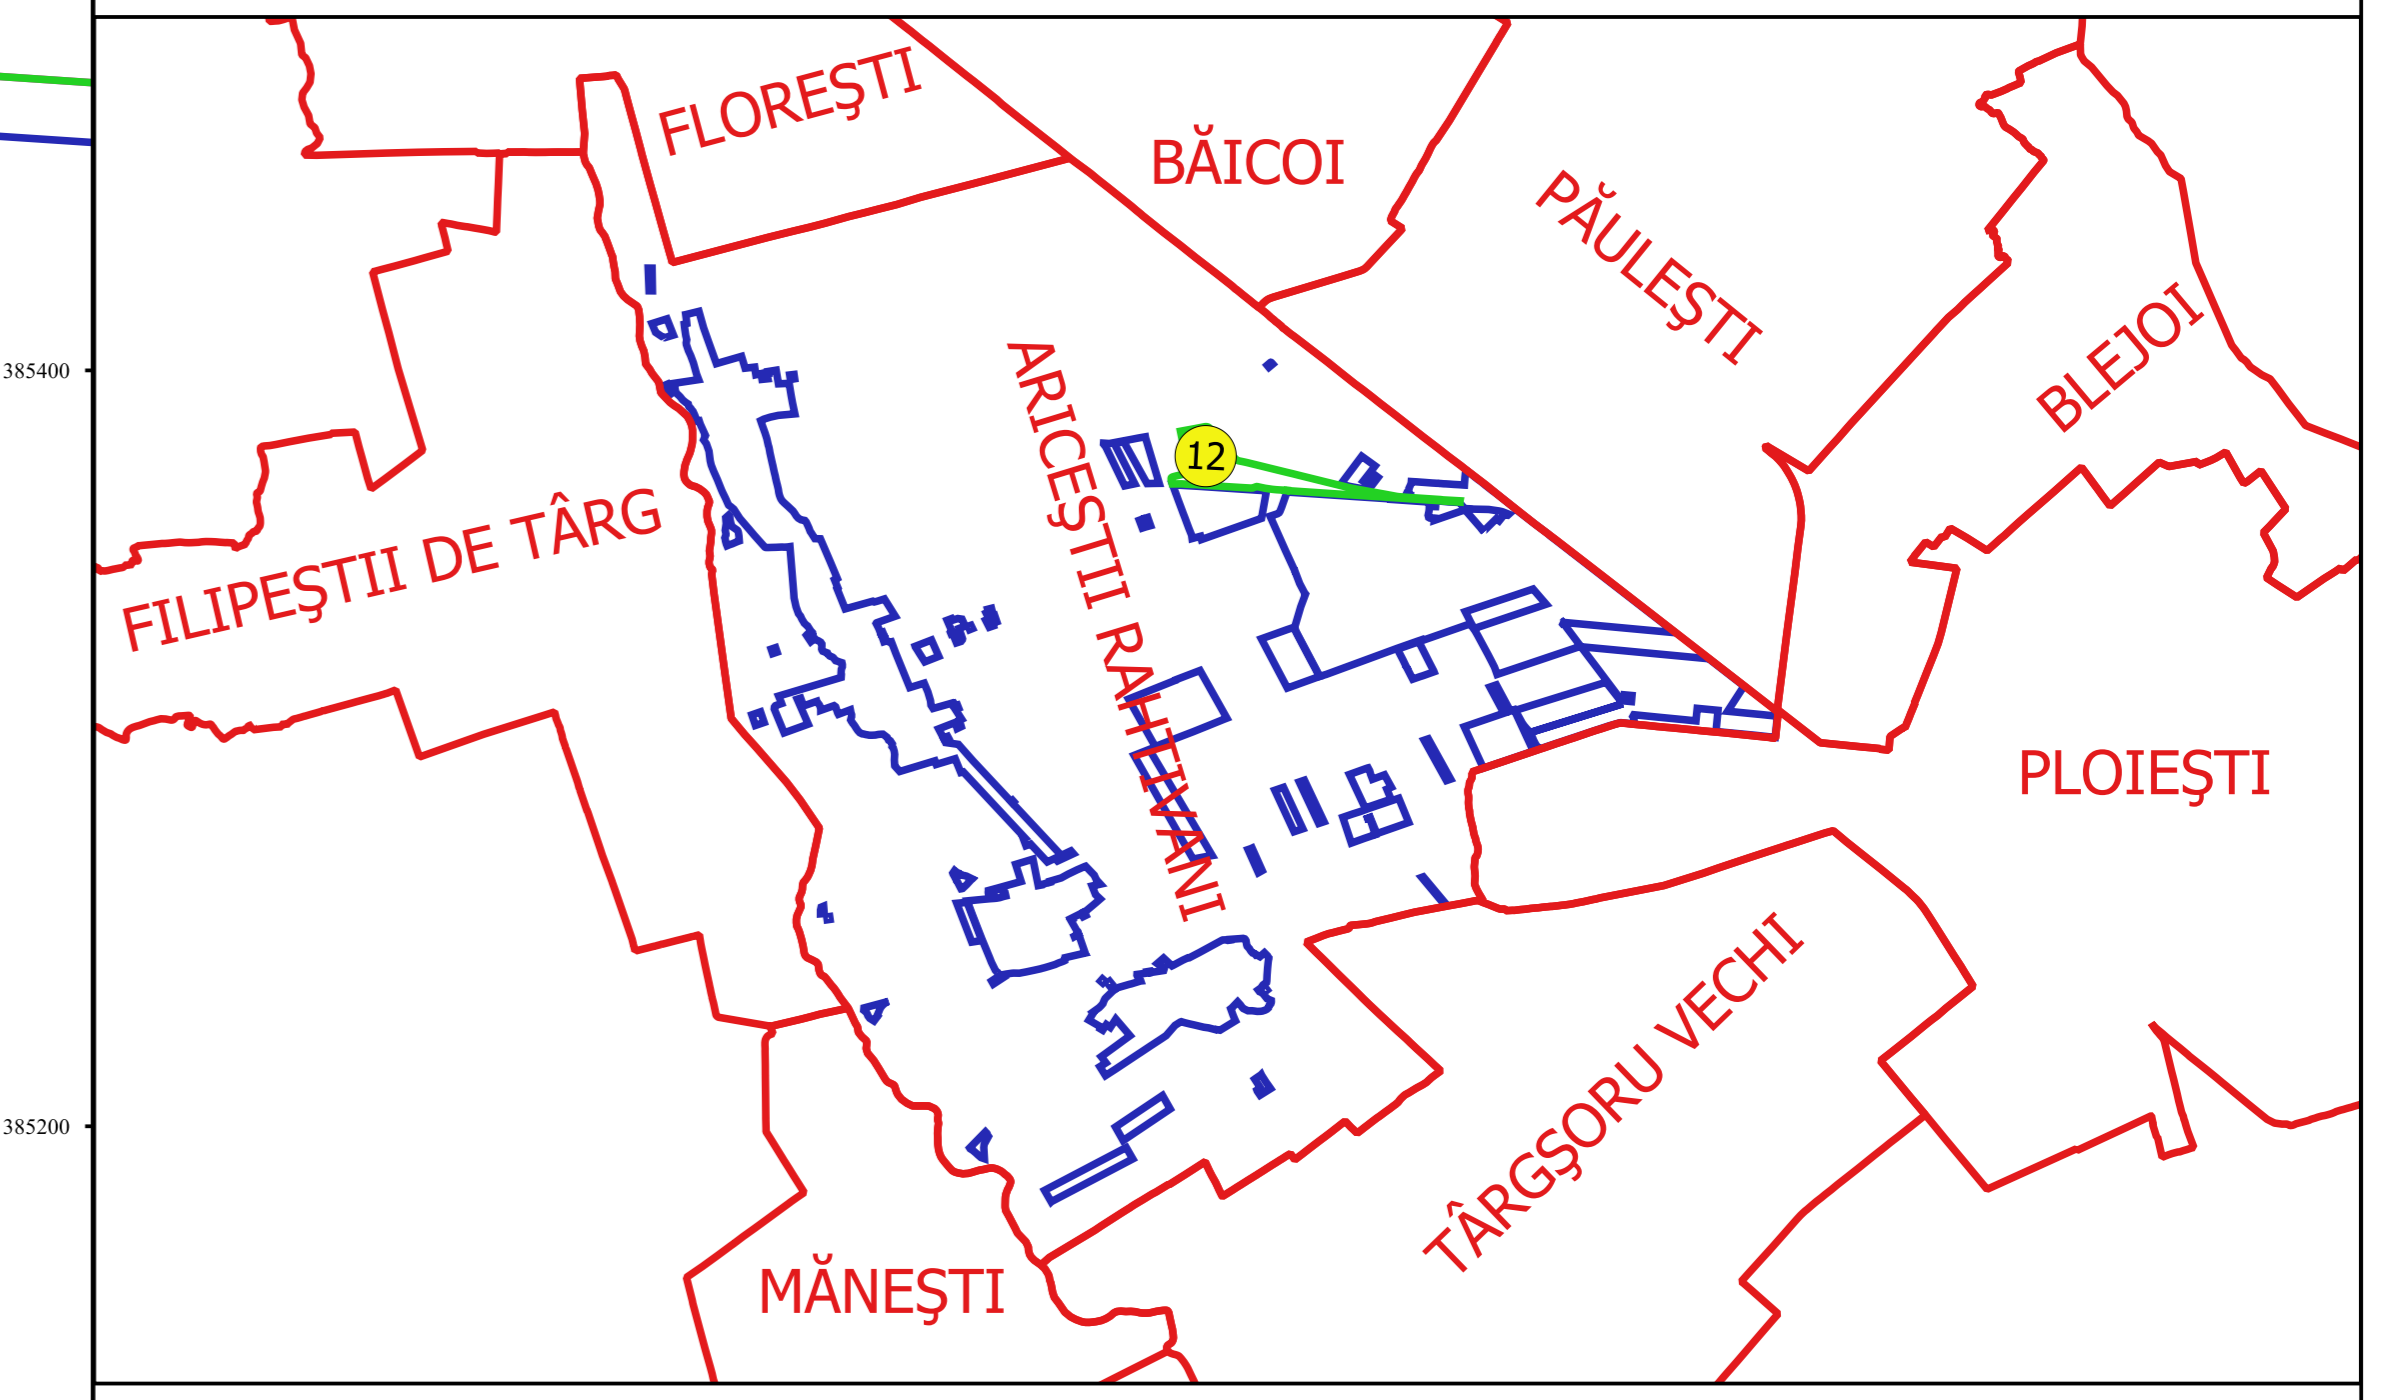 FLOREŞTI
BĂICOI
PĂULEŞTI
BLEJOI
385400
ARICEŞTII RAHTIVANI
12
FILIPEŞTII DE TÂRG
PLOIEŞTI
TÂRGŞORU VECHI
385200
MĂNEŞTI